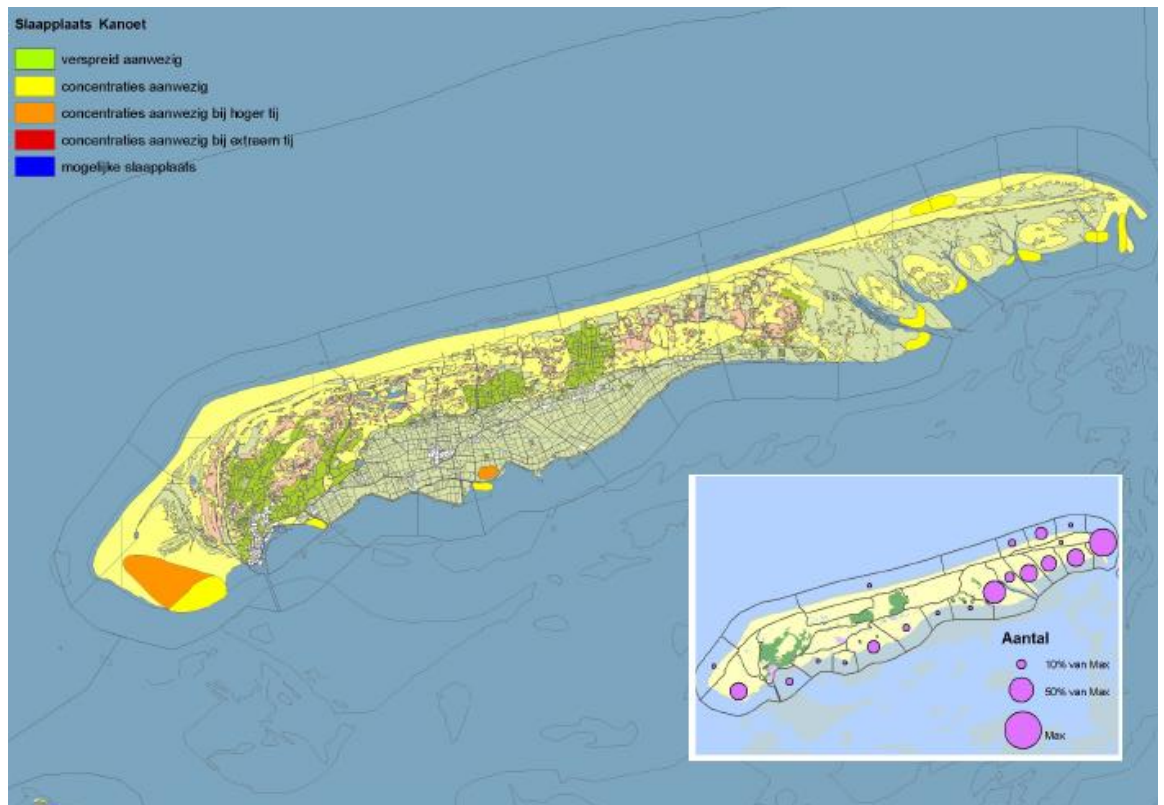 Slaapplaats Kanoet
verspreid aanwezig
concentraties aanwezig
concentraties aanwezig bij hoger tij
concentraties aanwezig bij extreem tij
mogelijke slaapplaats
Aantal
10% van Max
50% van Max
Max